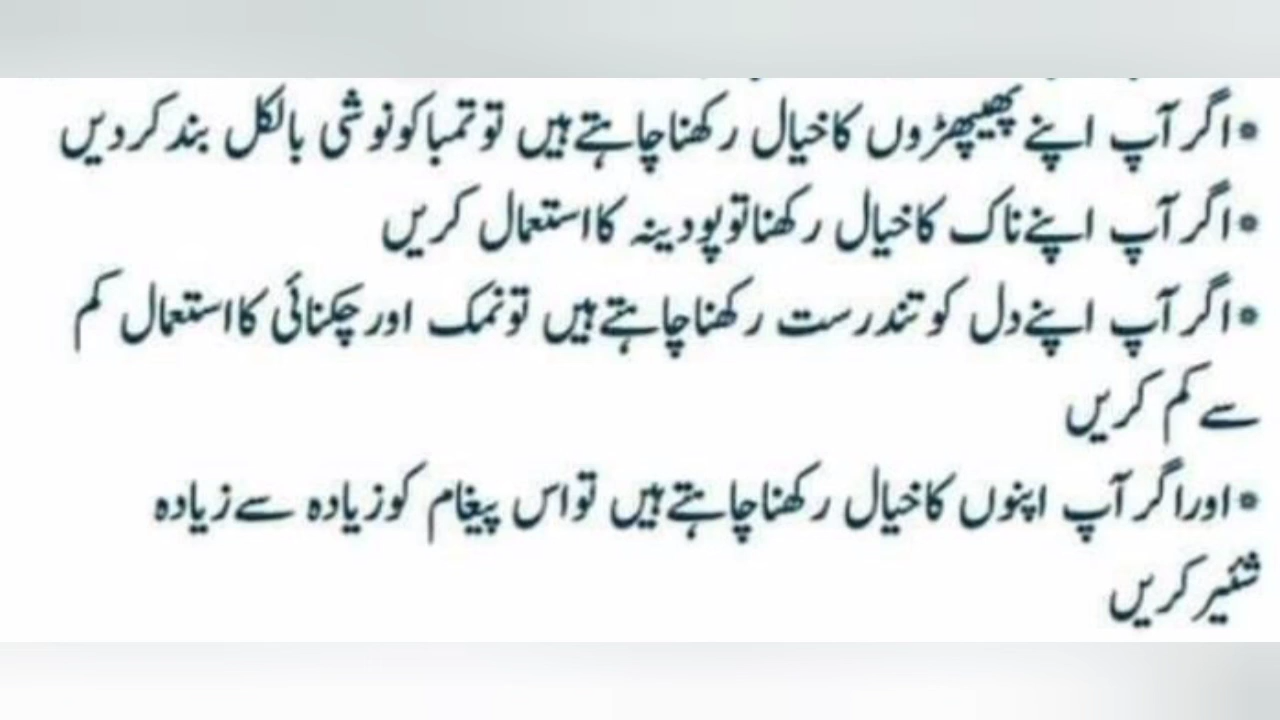 • اگر آپ اپنے پھیپھڑوں کا خیال رکھنا چاہتے ہیں تو تمباکو نوشی بالکل بند کر دیں
• اگر آپ اپنے ناک کا خیال رکھنا تو پودینہ کا استعمال کریں
• اگر آپ اپنے دل کو تندرست رکھنا چاہتے ہیں تو نمک اور چکنائی کا استعمال کم
سے کم کریں
• اور اگر آپ اپنوں کا خیال رکھنا چاہتے ہیں تو اس پیغام کو زیادہ سے زیادہ
شئیر کریں